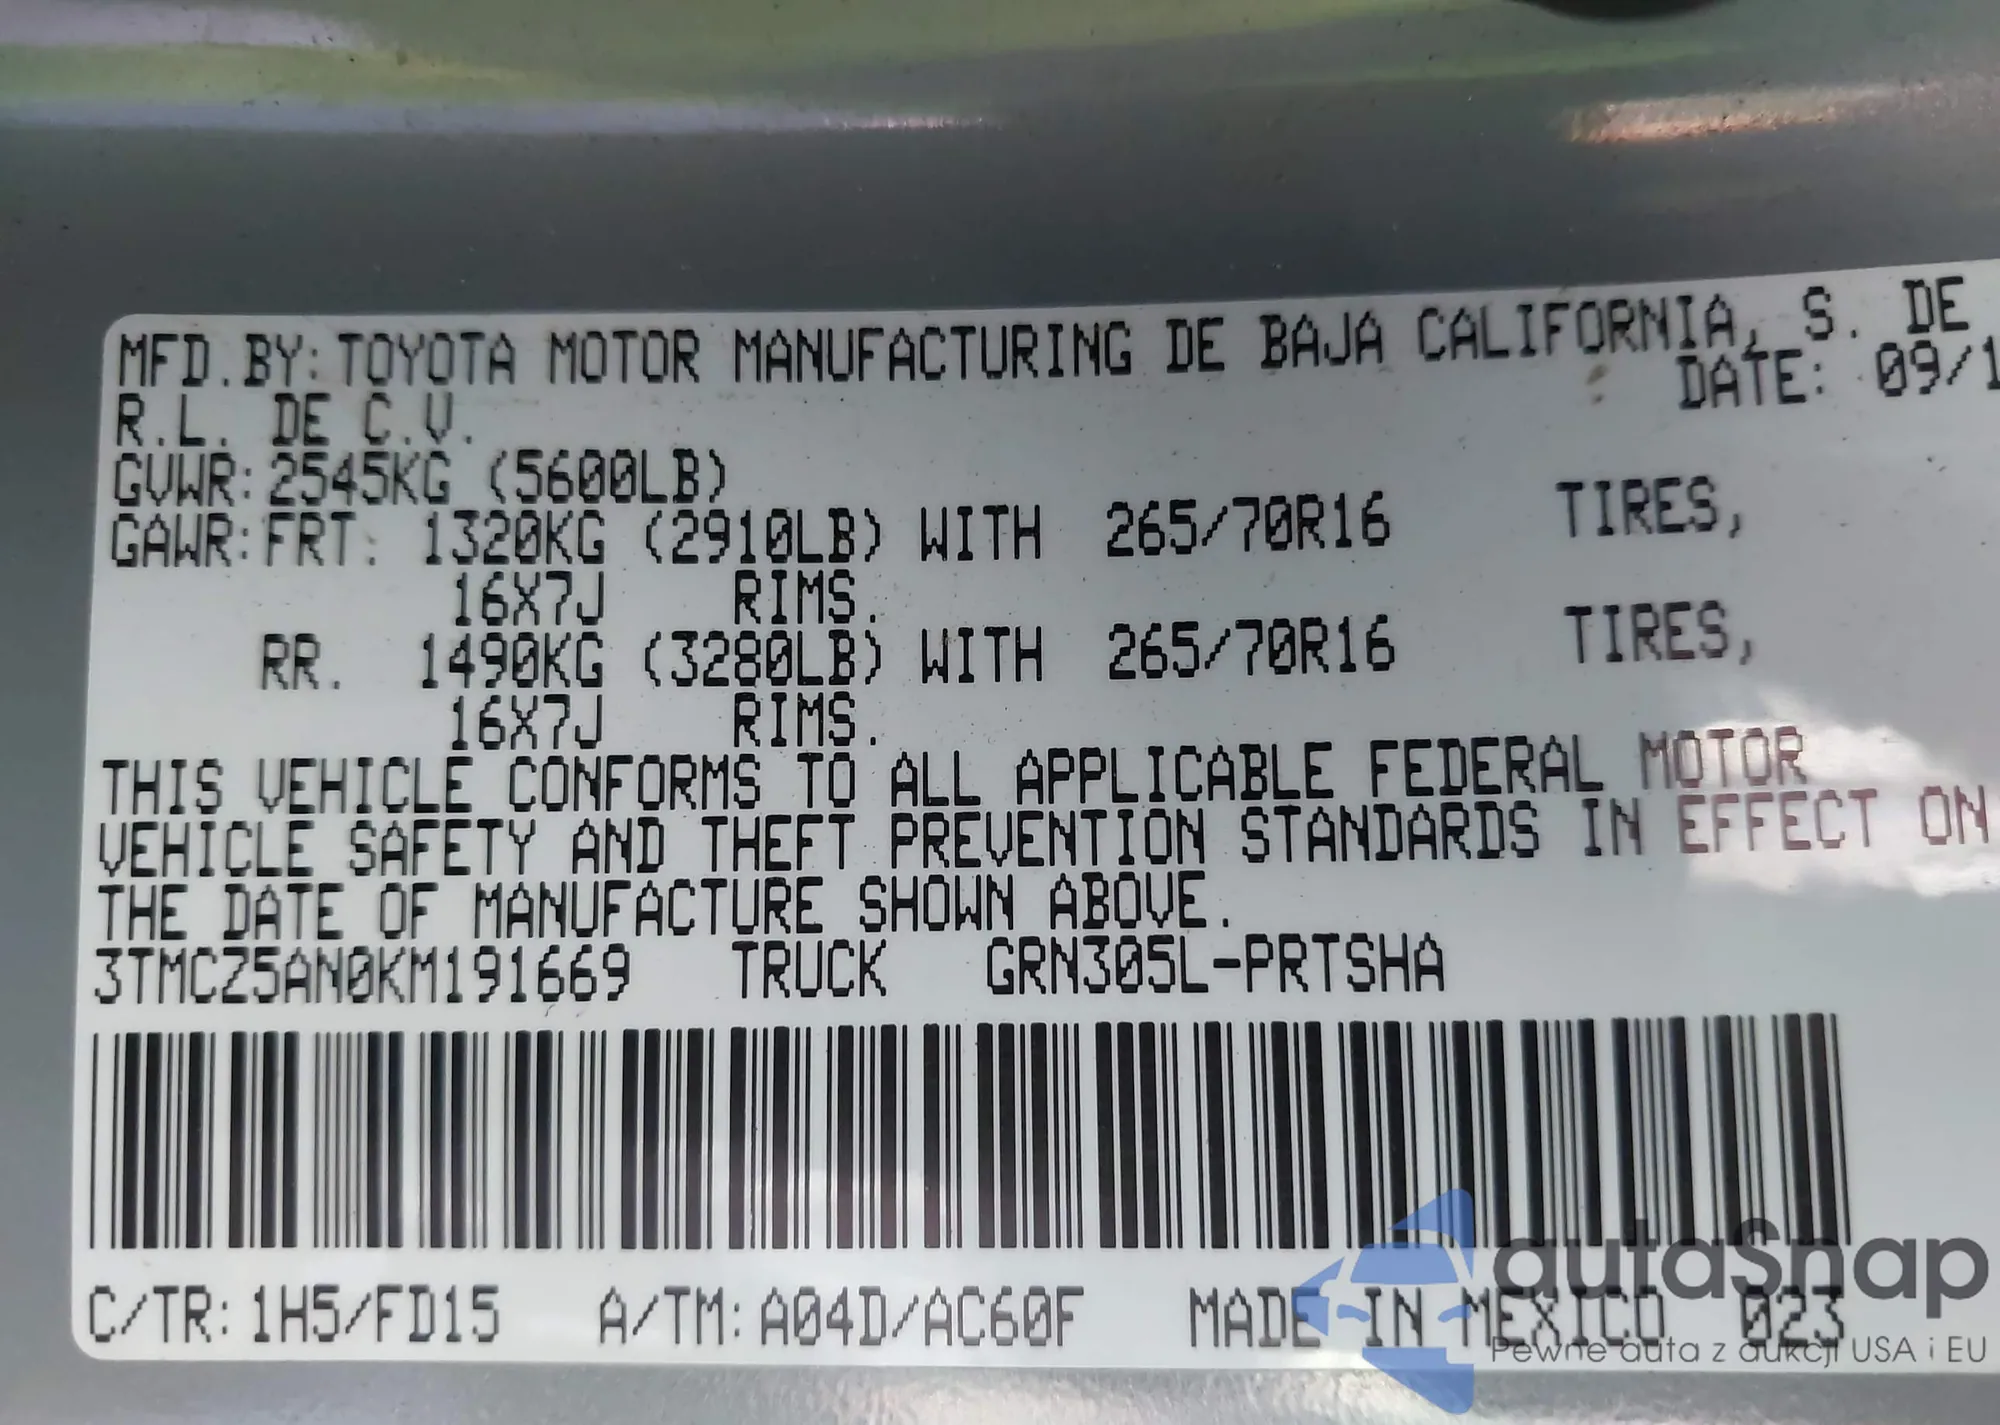 MFD.BY:TOYOTA MOTOR MANUFACTURING DE BAJA CALIFORNIA, S. DE
R.L. DE C.V.
DATE: 09/1
GVWR:2545KG (5600LB)
GAWR:FRT. 1320KG (2910LB) WITH 265/70R16 TIRES,
16X7J RIMS.
RR. 1490KG (3280LB) WITH 265/70R16 TIRES,
16X7J RIMS.
THIS VEHICLE CONFORMS TO ALL APPLICABLE FEDERAL MOTOR
VEHICLE SAFETY AND THEFT PREVENTION STANDARDS IN EFFECT ON
THE DATE OF MANUFACTURE SHOWN ABOVE.
3TMCZ5AN0KM191669 TRUCK GRN305L-PRTSHA
C/TR:1H5/FD15 A/TM:A04D/AC60F MADE IN MEXICO 023
autaSnap
Pewne auta z aukcji USA i EU